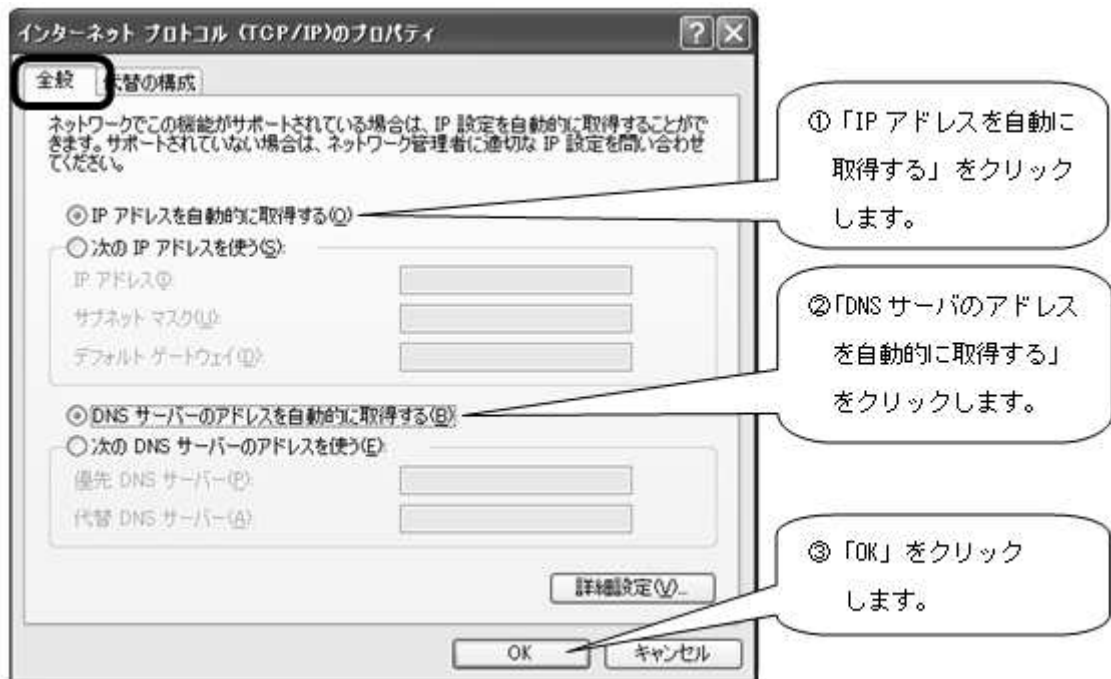 インターネット プロトコル (TCP/IP)のプロパティ
全般
代替の構成
ネットワークでこの機能がサポートされている場合は、IP 設定を自動的に取得することがで
きます。サポートされていない場合は、ネットワーク管理者に適切な IP 設定を問い合わせ
てください。
IP アドレスを自動的に取得する(O)
次の IP アドレスを使う(S):
IP アドレス(I):
サブネット マスク(U):
デフォルト ゲートウェイ(D):
DNS サーバーのアドレスを自動的に取得する(B)
次の DNS サーバーのアドレスを使う(E):
優先 DNS サーバー(P):
代替 DNS サーバー(A):
詳細設定(V)...
OK
キャンセル
①「IP アドレスを自動に
取得する」をクリック
します。
②「DNS サーバのアドレス
を自動的に取得する」
をクリックします。
③「OK」をクリック
します。